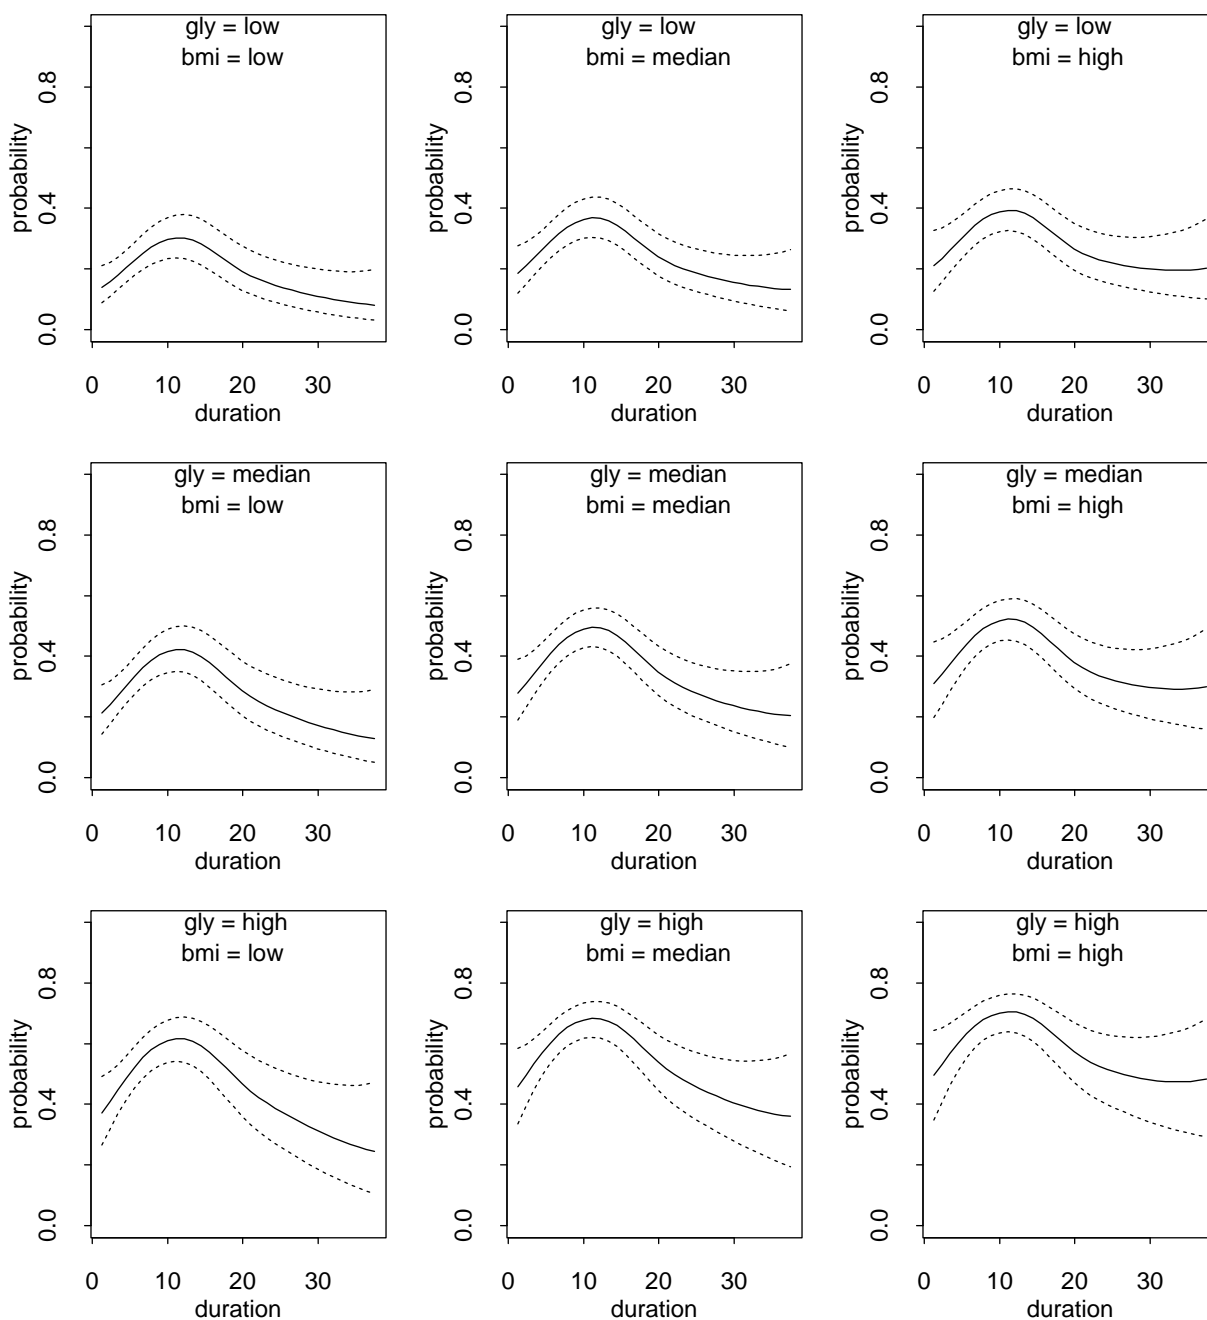 gly = low
bmi = low
probability
0.0 0.4 0.8
0 10 20 30
duration
gly = low
bmi = median
probability
0.0 0.4 0.8
0 10 20 30
duration
gly = low
bmi = high
probability
0.0 0.4 0.8
0 10 20 30
duration
gly = median
bmi = low
probability
0.0 0.4 0.8
0 10 20 30
duration
gly = median
bmi = median
probability
0.0 0.4 0.8
0 10 20 30
duration
gly = median
bmi = high
probability
0.0 0.4 0.8
0 10 20 30
duration
gly = high
bmi = low
probability
0.0 0.4 0.8
0 10 20 30
duration
gly = high
bmi = median
probability
0.0 0.4 0.8
0 10 20 30
duration
gly = high
bmi = high
probability
0.0 0.4 0.8
0 10 20 30
duration